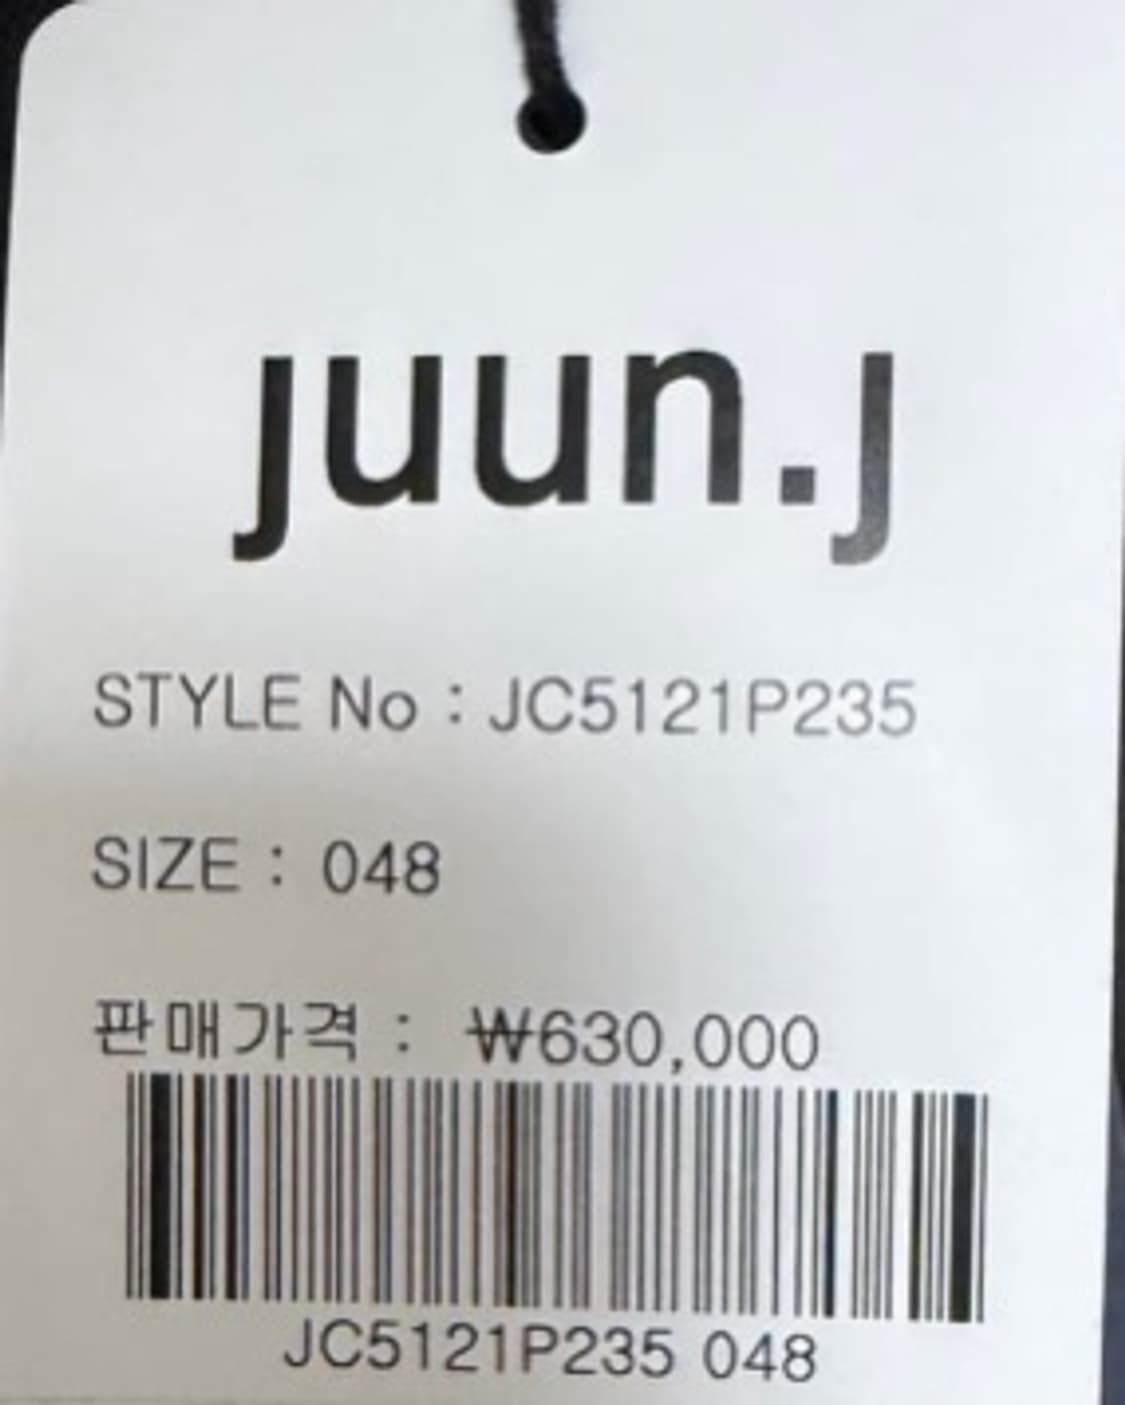 juun.j
STYLE No : JC5121P235
SIZE : 048
판매가격 : ₩630,000
JC5121P235 048